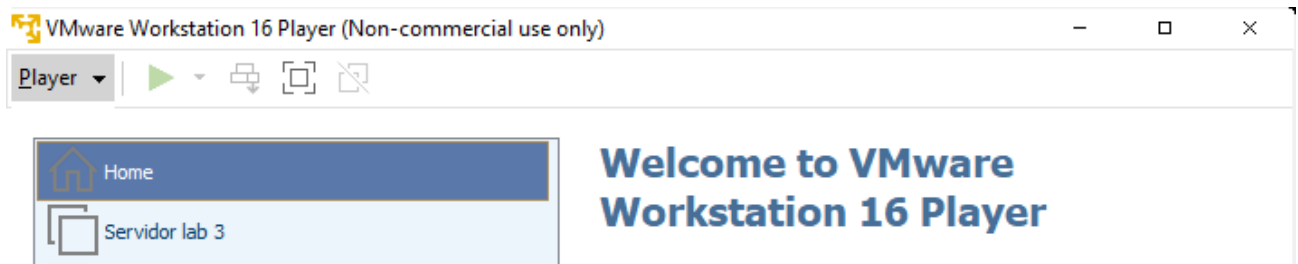 VMware Workstation 16 Player (Non-commercial use only)
Player
Home
Servidor lab 3
Welcome to VMware
Workstation 16 Player